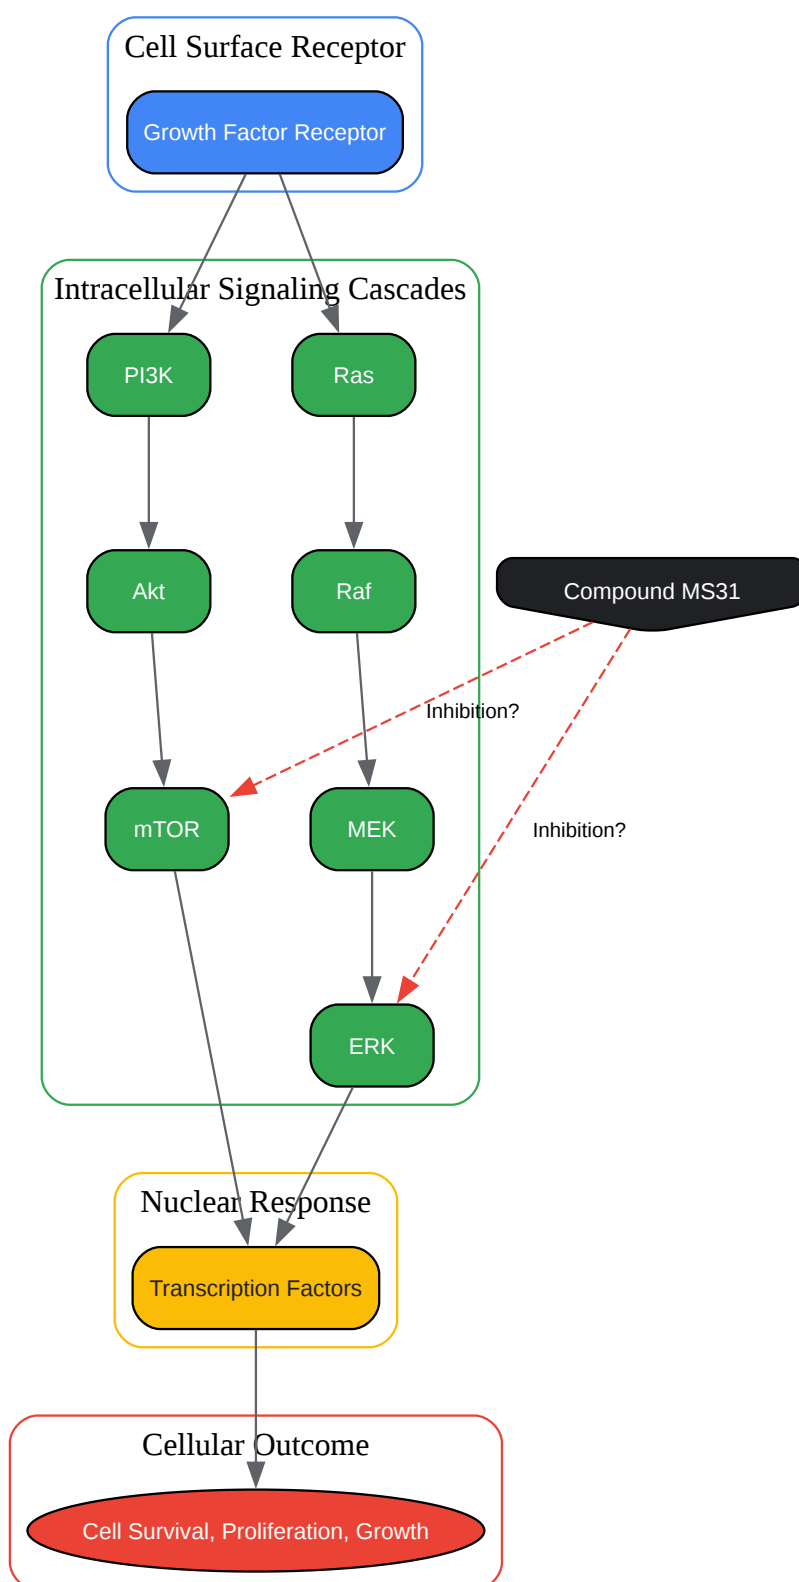 Cell Surface Receptor
Growth Factor Receptor
Intracellular Signaling Cascades
PI3K
Ras
Akt
Raf
Compound MS31
Inhibition?
mTOR
MEK
Inhibition?
ERK
Nuclear Response
Transcription Factors
Cellular Outcome
Cell Survival, Proliferation, Growth